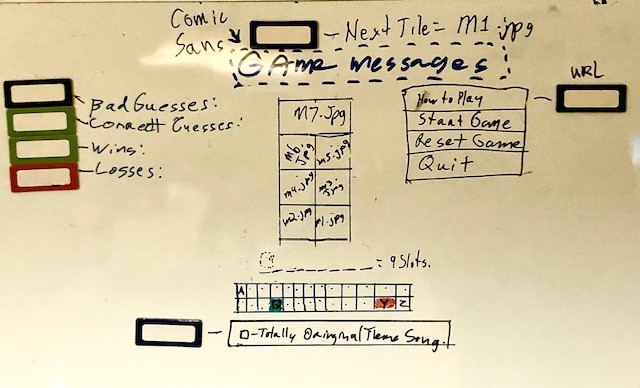 Comic
Sans
Next Tile = M1.jpg
GAme messages
URL
Bad Guesses:
Correct Guesses:
Wins:
Losses:
M7.Jpg
m6.Jpg
m5.jpg
m4.jpg
m3.jpg
m2.jpg
m1.jpg
How to Play
Start Game
Reset Game
Quit
= 9 Slots.
A
Y
Z
□-Totally Original Theme Song.